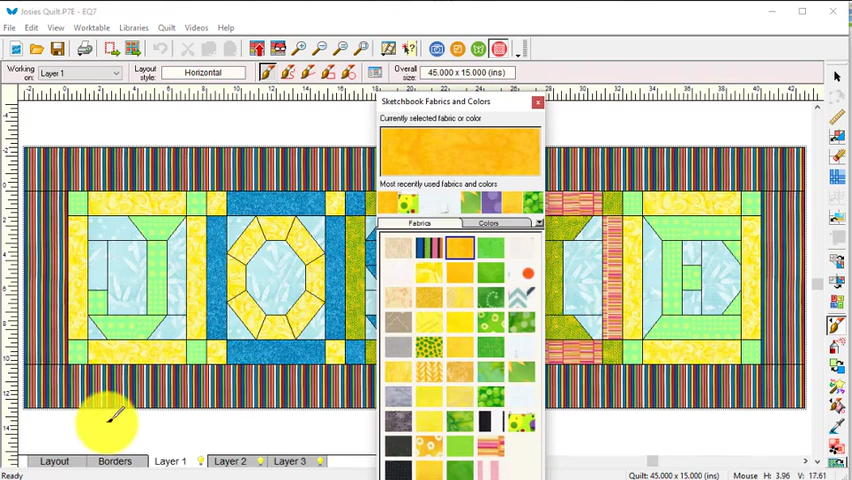 Josies Quilt.P7E - EQ7
File Edit View Worktable Libraries Quilt Videos Help
Working on: Layer 1 Layout style: Horizontal Overall size: 45.000 x 15.000 (ins)
Sketchbook Fabrics and Colors
Currently selected fabric or color
Most recently used fabrics and colors
Fabrics Colors
Layout Borders Layer 1 Layer 2 Layer 3
Ready Quilt: 45.000 x 15.000 (ins) Mouse H: 3.96 V: 17.61